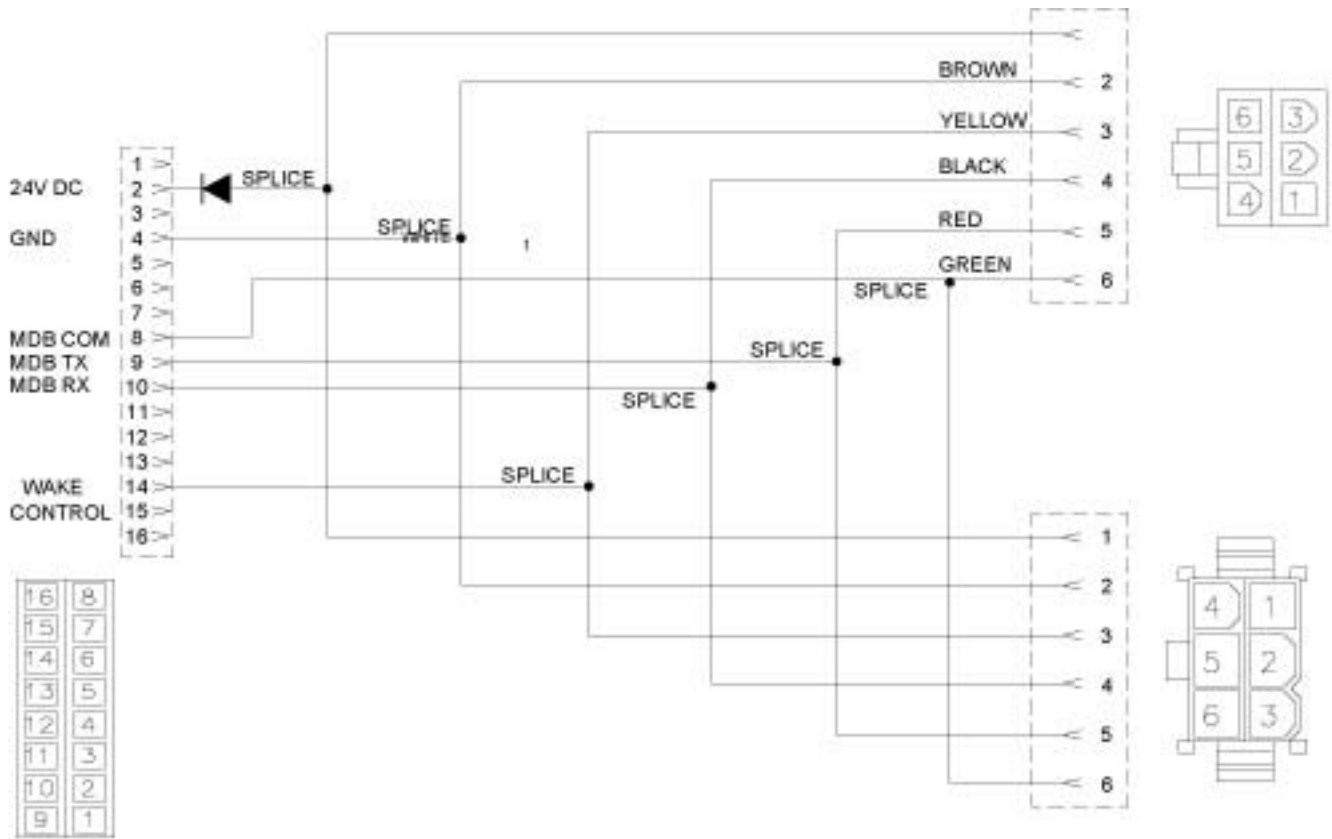 BROWN
2
YELLOW
3
BLACK
4
RED
5
GREEN
6
SPLICE
1
24V DC
2
SPLICE
3
GND
4
SPLICE
WHITE
1
5
6
7
MDB COM
8
MDB TX
9
SPLICE
MDB RX
10
SPLICE
11
12
13
WAKE
14
SPLICE
CONTROL
15
16
1
2
3
4
5
6
6 3
5 2
4 1
16 8
15 7
14 6
13 5
12 4
11 3
10 2
9 1
4 1
5 2
6 3